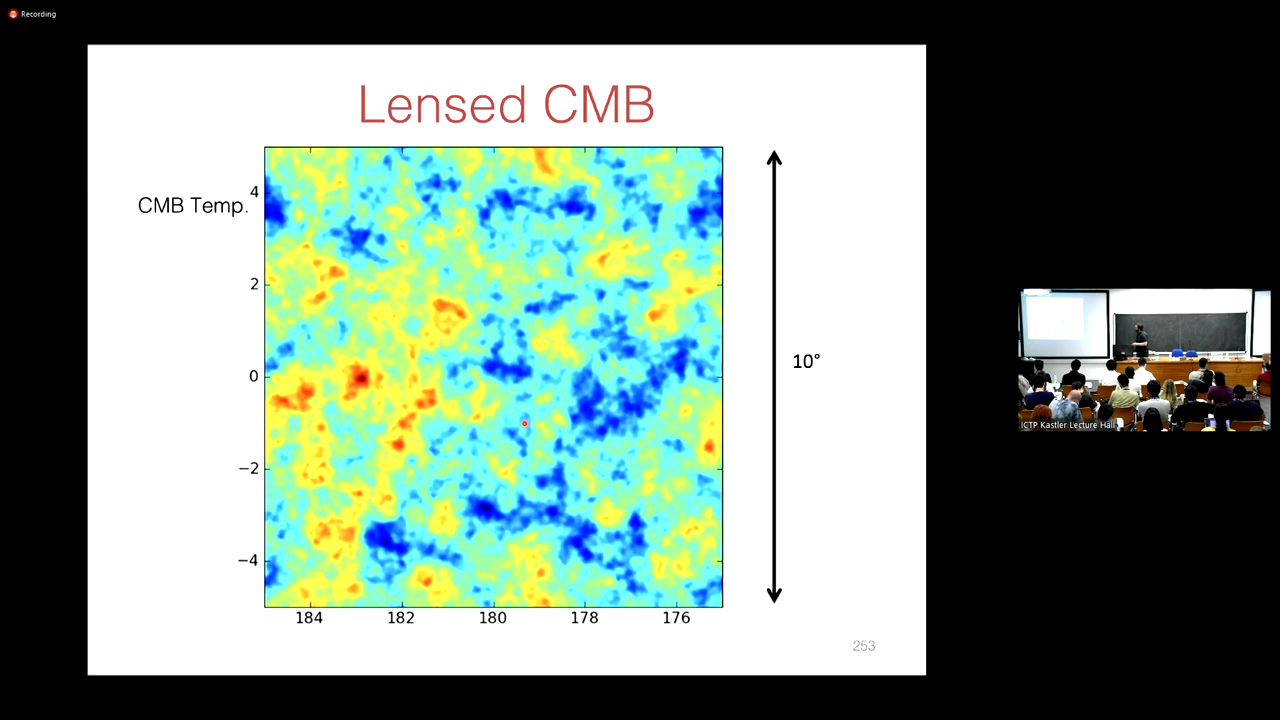 Recording
Lensed CMB
CMB Temp.
4
2
0
−2
−4
184 182 180 178 176
10°
253
ICTP Kastler Lecture Hall